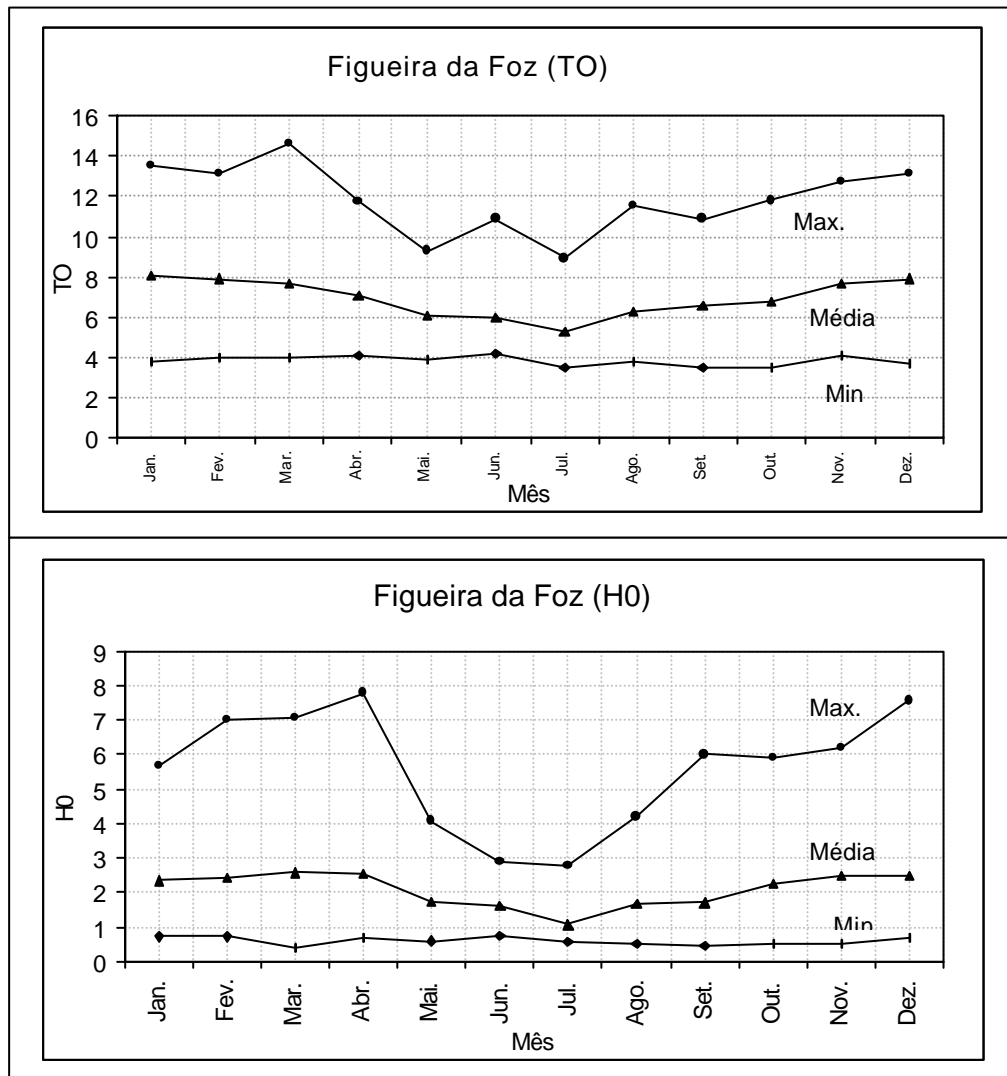 Figueira da Foz (TO)
16
14
12
10
8
6
4
2
0
TO
Max.
Média
Min
Jan.
Fev.
Mar.
Abr.
Mai.
Jun.
Jul.
Ago.
Set.
Out.
Nov.
Dez.
Mês
Figueira da Foz (H0)
9
8
7
6
5
4
3
2
1
0
H0
Max.
Média
Min
Jan.
Fev.
Mar.
Abr.
Mai.
Jun.
Jul.
Ago.
Set.
Out.
Nov.
Dez.
Mês